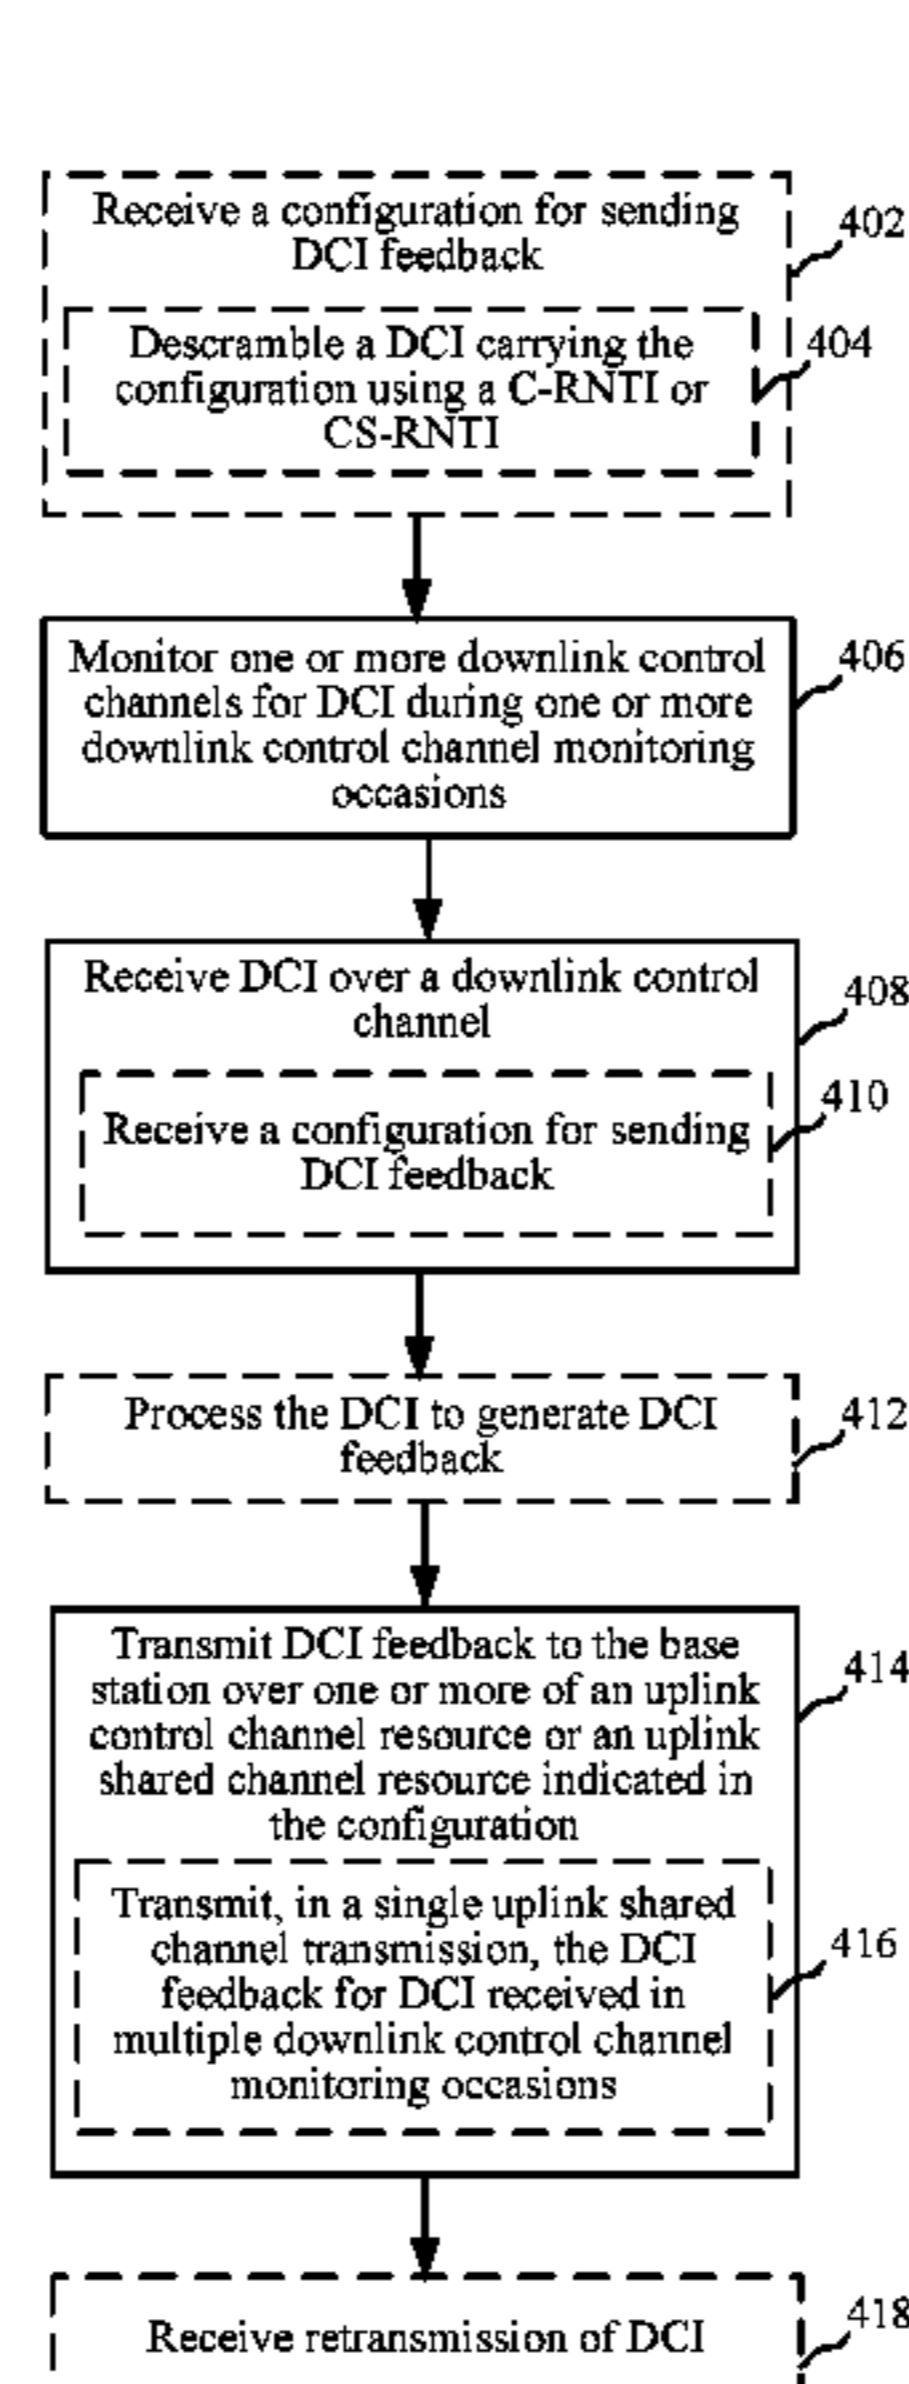 Receive a configuration for sending
DCI feedback
402
Descramble a DCI carrying the
configuration using a C-RNTI or
CS-RNTI
404
Monitor one or more downlink control
channels for DCI during one or more
downlink control channel monitoring
occasions
406
Receive DCI over a downlink control
channel
408
Receive a configuration for sending
DCI feedback
410
Process the DCI to generate DCI
feedback
412
Transmit DCI feedback to the base
station over one or more of an uplink
control channel resource or an uplink
shared channel resource indicated in
the configuration
414
Transmit, in a single uplink shared
channel transmission, the DCI
feedback for DCI received in
multiple downlink control channel
monitoring occasions
416
Receive retransmission of DCI
418